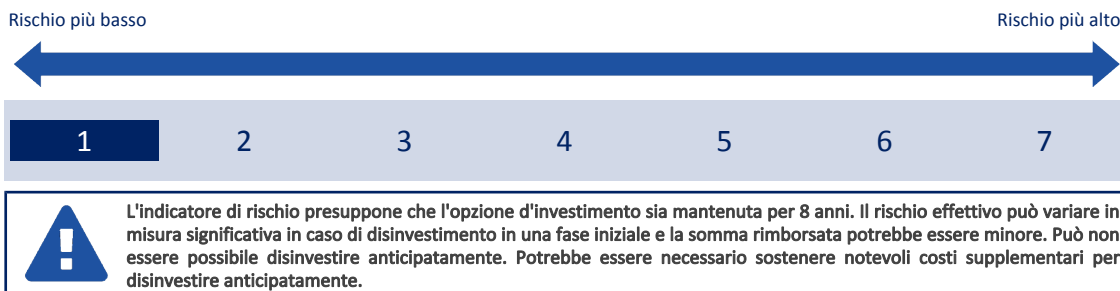 Rischio più basso Rischio più alto
1 2 3 4 5 6 7
L'indicatore di rischio presuppone che l'opzione d'investimento sia mantenuta per 8 anni. Il rischio effettivo può variare in
misura significativa in caso di disinvestimento in una fase iniziale e la somma rimborsata potrebbe essere minore. Può non
essere possibile disinvestire anticipatamente. Potrebbe essere necessario sostenere notevoli costi supplementari per
disinvestire anticipatamente.